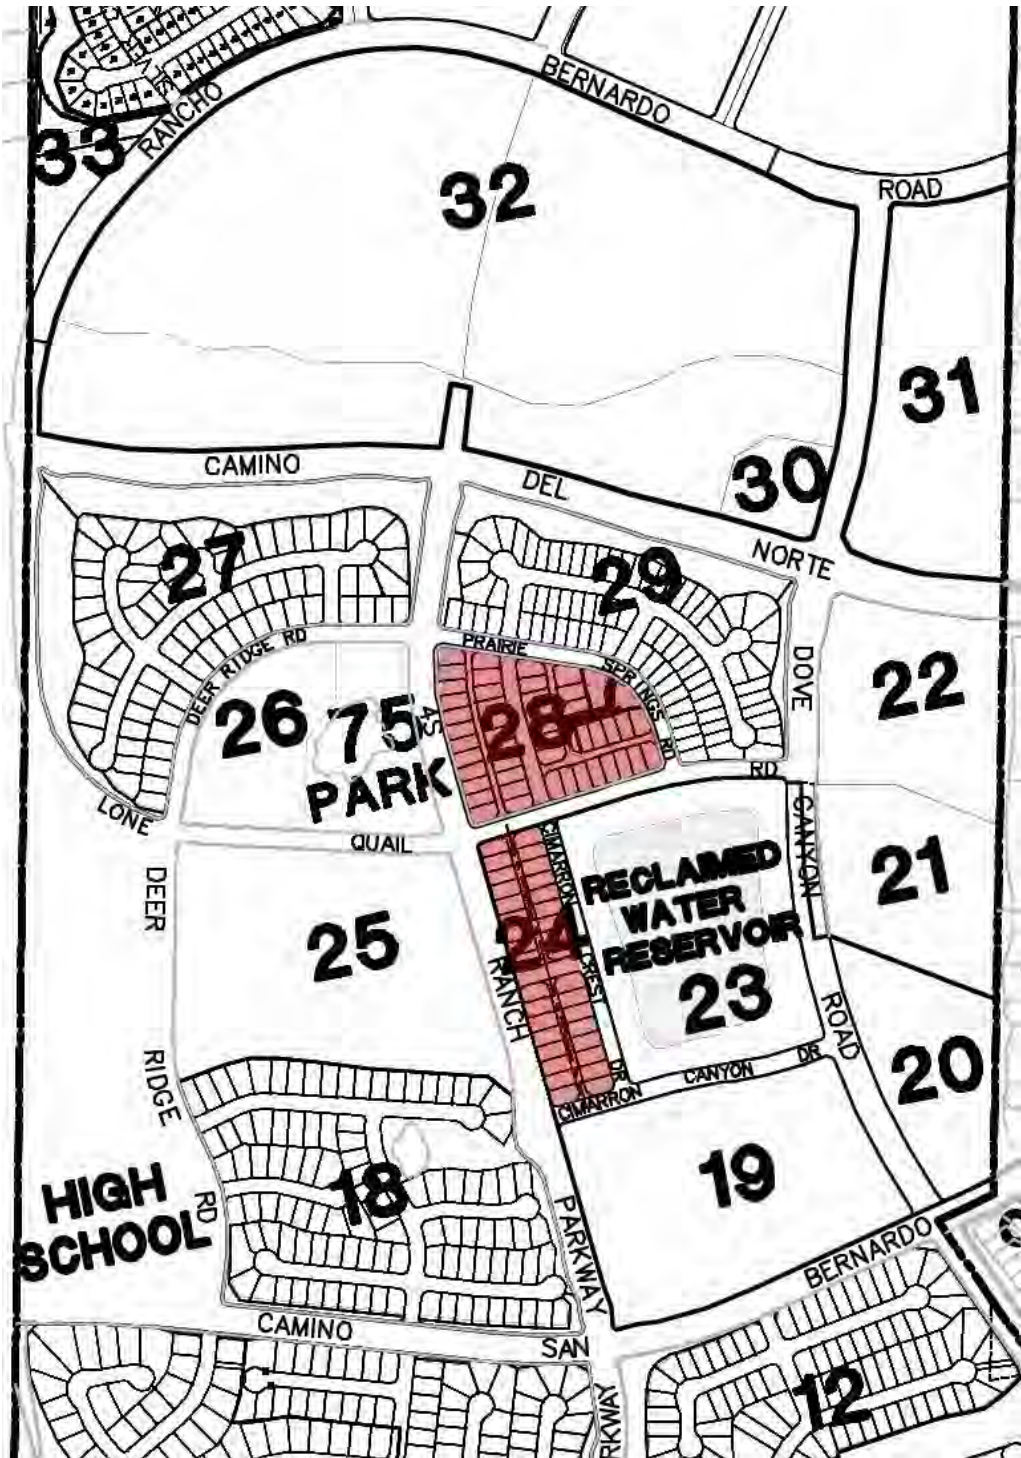 BERNARDO
RANCHO
33
32
ROAD
31
CAMINO
DEL
30
NORTE
27
29
PRAIRIE
SPRINGS
RD
DEER RIDGE RD
DOVE
22
26
75
4S
28
PARK
RD
LONE
QUAIL
CANYON
CIMARRON
DEER
RECLAIMED
WATER
RESERVOIR
21
25
24
CREST
RANCH
23
ROAD
RIDGE
DR
CANYON
DR
20
CIMARRON
18
19
HIGH
SCHOOL
RD
PARKWAY
BERNARDO
CAMINO
SAN
12
RKWAY